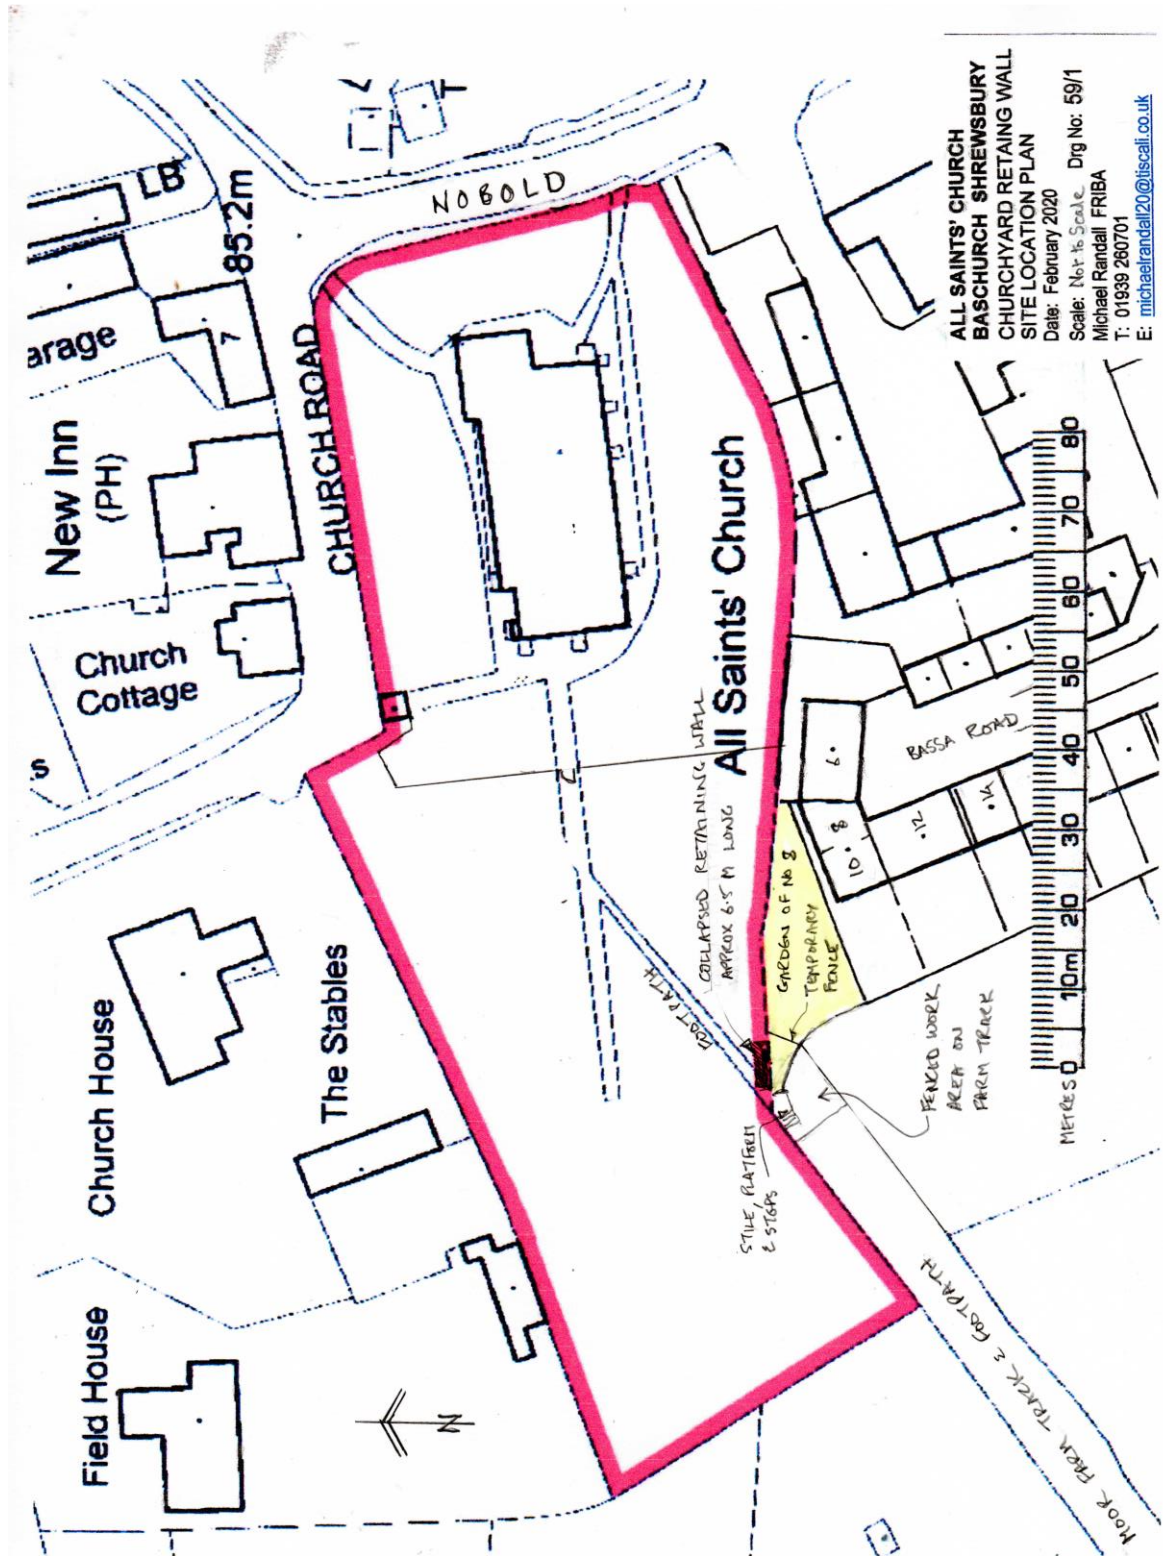 ALL SAINTS' CHURCH
BASCHURCH SHREWSBURY
CHURCHYARD RETAING WALL
SITE LOCATION PLAN
Date: February 2020
Scale: Not to Scale Drg No: 59/1
Michael Randall FRIBA
T: 01939 260701
E: michaelrandall20@tiscali.co.uk
Field House
Church House
The Stables
Church
Cottage
New Inn
(PH)
arage
LB
85.2m
7
S
CHURCH ROAD
NOBOLD
All Saints' Church
N
FOOTPATH
COLLAPSED RETAINING WALL
APPROX 6.5 M LONG
GARDEN OF NO 8
TEMPORARY
FENCE
STILE, PLATFORM
& STEPS
FENCED WORK
AREA ON
FARM TRACK
MOOR FARM TRACK & FOOTPATH
BASSA ROAD
6
8
10
12
14
METRES 0 10m 20 30 40 50 60 70 80